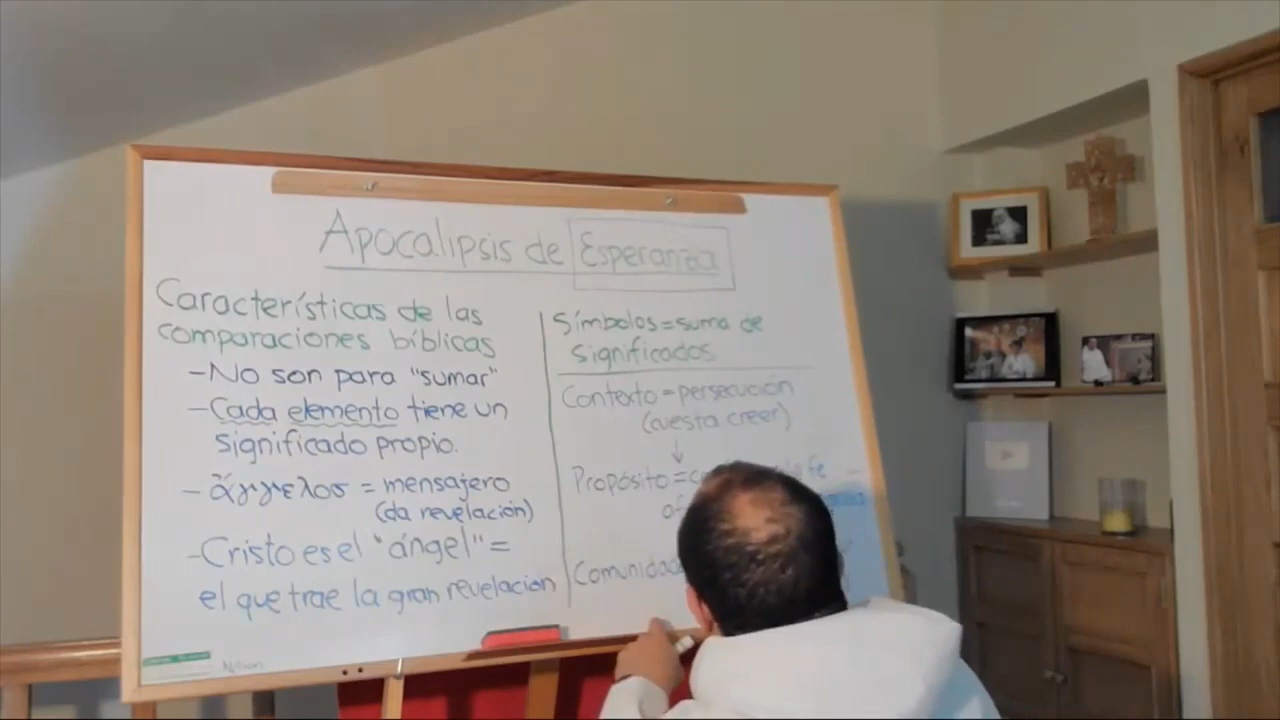 Apocalipsis de Esperanza
Características de las
comparaciones bíblicas
-No son para "sumar"
-Cada elemento tiene un
significado propio.
- ἄγγελοσ = mensajero
(da revelación)
-Cristo es el "ángel" =
el que trae la gran revelación
Símbolos=suma de
significados
Contexto=persecución
(cuesta creer)
↓
Propósito=
fe ...
Comunidad
Nilson